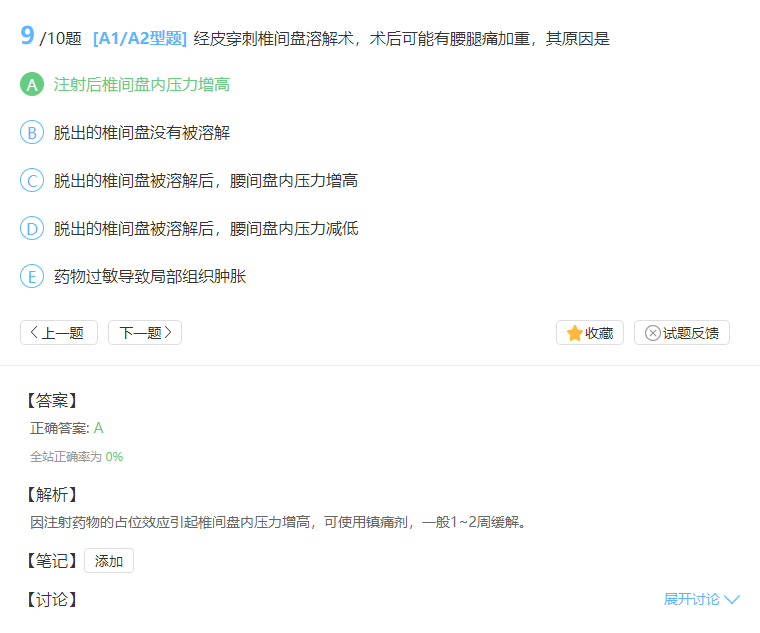 9 /10题 [A1/A2型题] 经皮穿刺椎间盘溶解术，术后可能有腰腿痛加重，其原因是
A 注射后椎间盘内压力增高
B 脱出的椎间盘没有被溶解
C 脱出的椎间盘被溶解后，腰间盘内压力增高
D 脱出的椎间盘被溶解后，腰间盘内压力减低
E 药物过敏导致局部组织肿胀
上一题 下一题 收藏 试题反馈
【答案】
正确答案: A
全站正确率为 0%
【解析】
因注射药物的占位效应引起椎间盘内压力增高，可使用镇痛剂，一般1~2周缓解。
【笔记】 添加
【讨论】 展开讨论